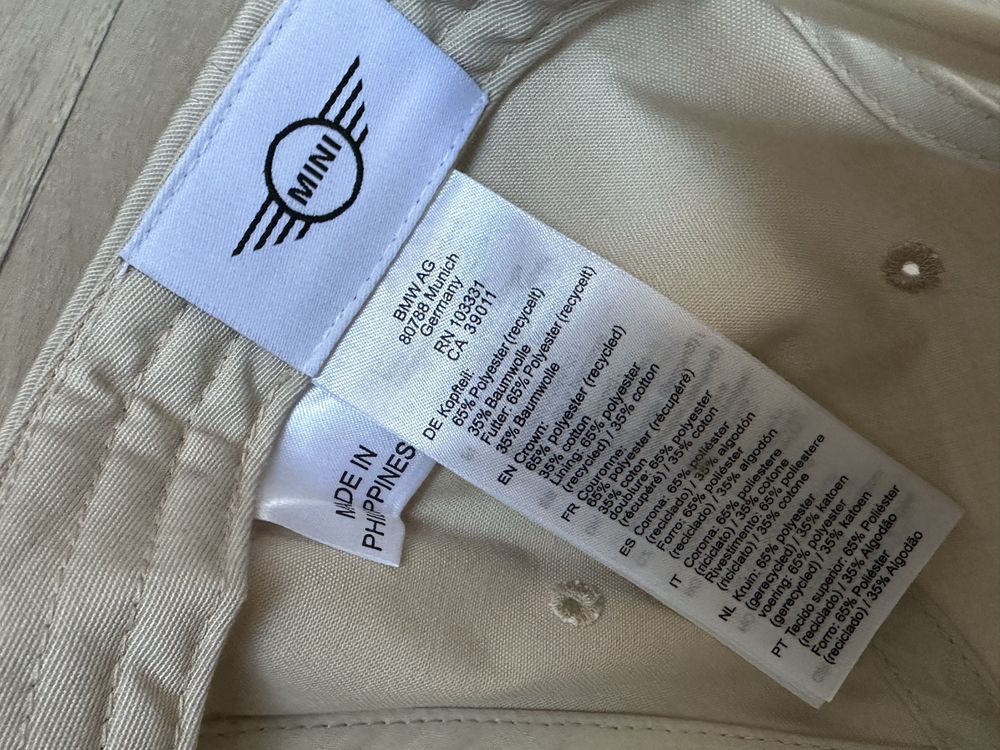 MINI
BMW AG
80788 Munich
Germany
RN 103331
CA 39011
DE Kopfteil:
65% Polyester (recycelt)
35% Baumwolle
Futter: 65% Polyester (recycelt)
35% Baumwolle
EN Crown:
65% polyester (recycled)
35% cotton
Lining: 65% polyester
(recycled) / 35% cotton
FR Couronne:
65% polyester (récupéré)
35% coton
doublure: 65% polyester
(récupéré) / 35% coton
ES Corona: 65% poliéster
(reciclado) / 35% algodón
Forro: 65% poliéster
(reciclado) / 35% algodón
IT Corona: 65% poliestere
(riciclato) / 35% cotone
Rivestimento: 65% poliestere
(riciclato) / 35% cotone
NL Kruin: 65% polyester
(gerecycled) / 35% katoen
voering: 65% polyester
(gerecycled) / 35% katoen
PT Tecido superior: 65% Poliéster
(reciclado) / 35% Algodão
Forro: 65% Poliéster
(reciclado) / 35% Algodão
MADE IN
PHILIPPINES